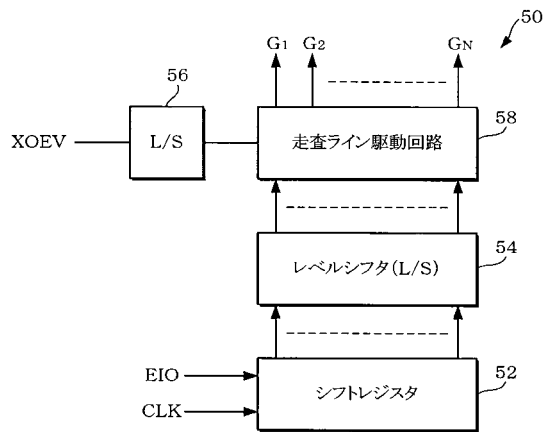 50
G1 G2 GN
56
58
XOEV
L/S
走査ライン駆動回路
54
レベルシフタ(L/S)
52
EIO
シフトレジスタ
CLK